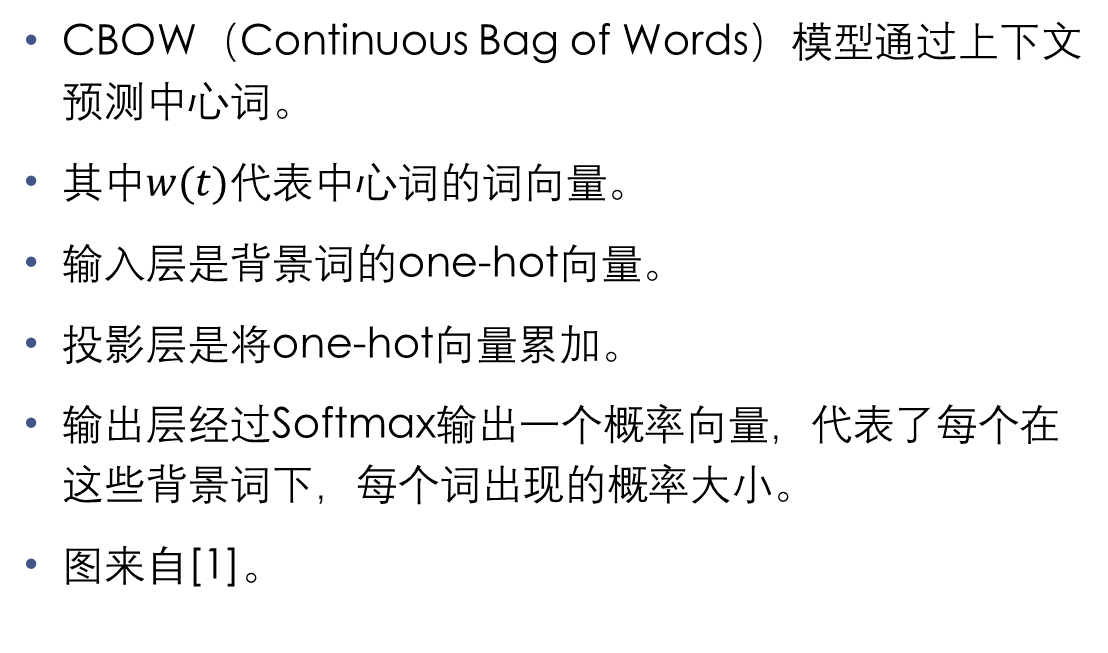 • CBOW（Continuous Bag of Words）模型通过上下文
预测中心词。
• 其中w(t)代表中心词的词向量。
• 输入层是背景词的one-hot向量。
• 投影层是将one-hot向量累加。
• 输出层经过Softmax输出一个概率向量，代表了每个在
这些背景词下，每个词出现的概率大小。
• 图来自[1]。